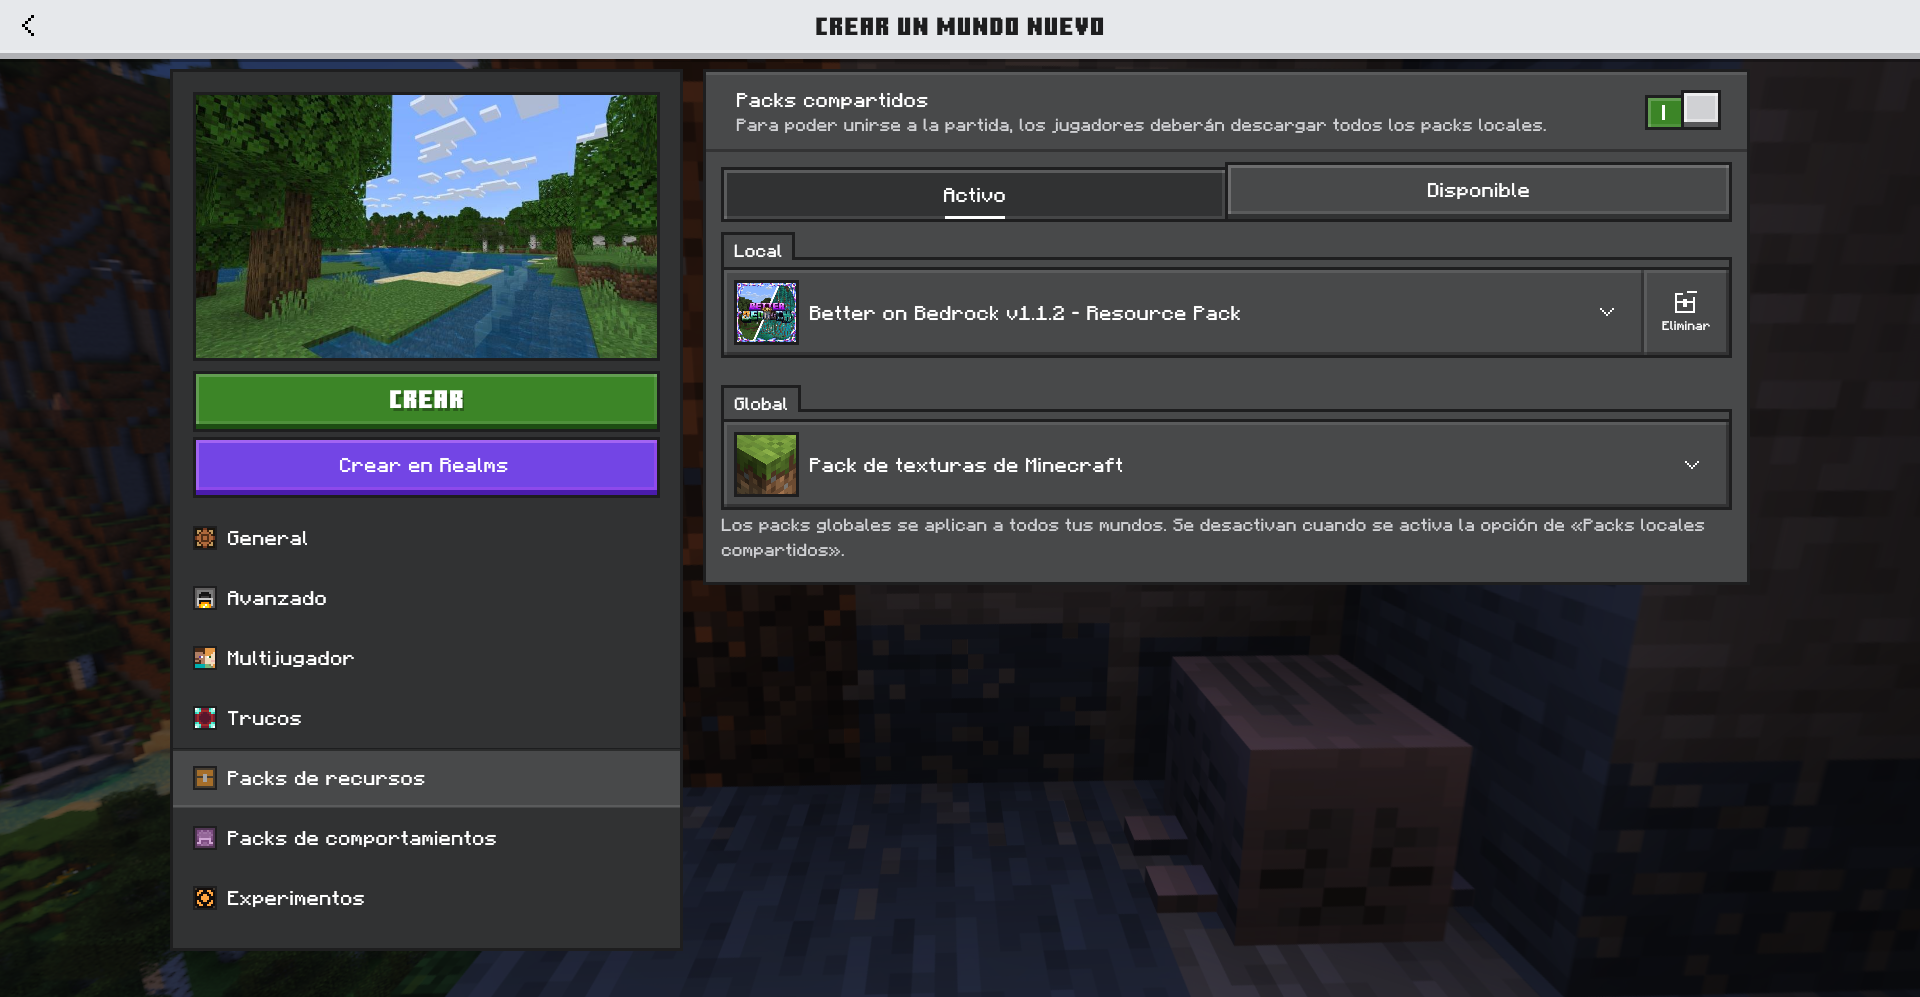 CREAR UN MUNDO NUEVO
CREAR
Crear en Realms
General
Avanzado
Multijugador
Trucos
Packs de recursos
Packs de comportamientos
Experimentos
Packs compartidos
Para poder unirse a la partida, los jugadores deberán descargar todos los packs locales.
Activo
Disponible
Local
Better on Bedrock v1.1.2 - Resource Pack
Eliminar
Global
Pack de texturas de Minecraft
Los packs globales se aplican a todos tus mundos. Se desactivan cuando se activa la opción de «Packs locales
compartidos».